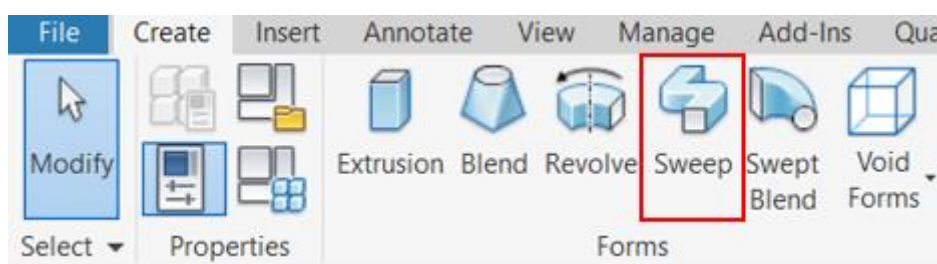 File Create Insert Annotate View Manage Add-Ins Qua
Modify Extrusion Blend Revolve Sweep Swept Blend Void Forms
Select Properties Forms